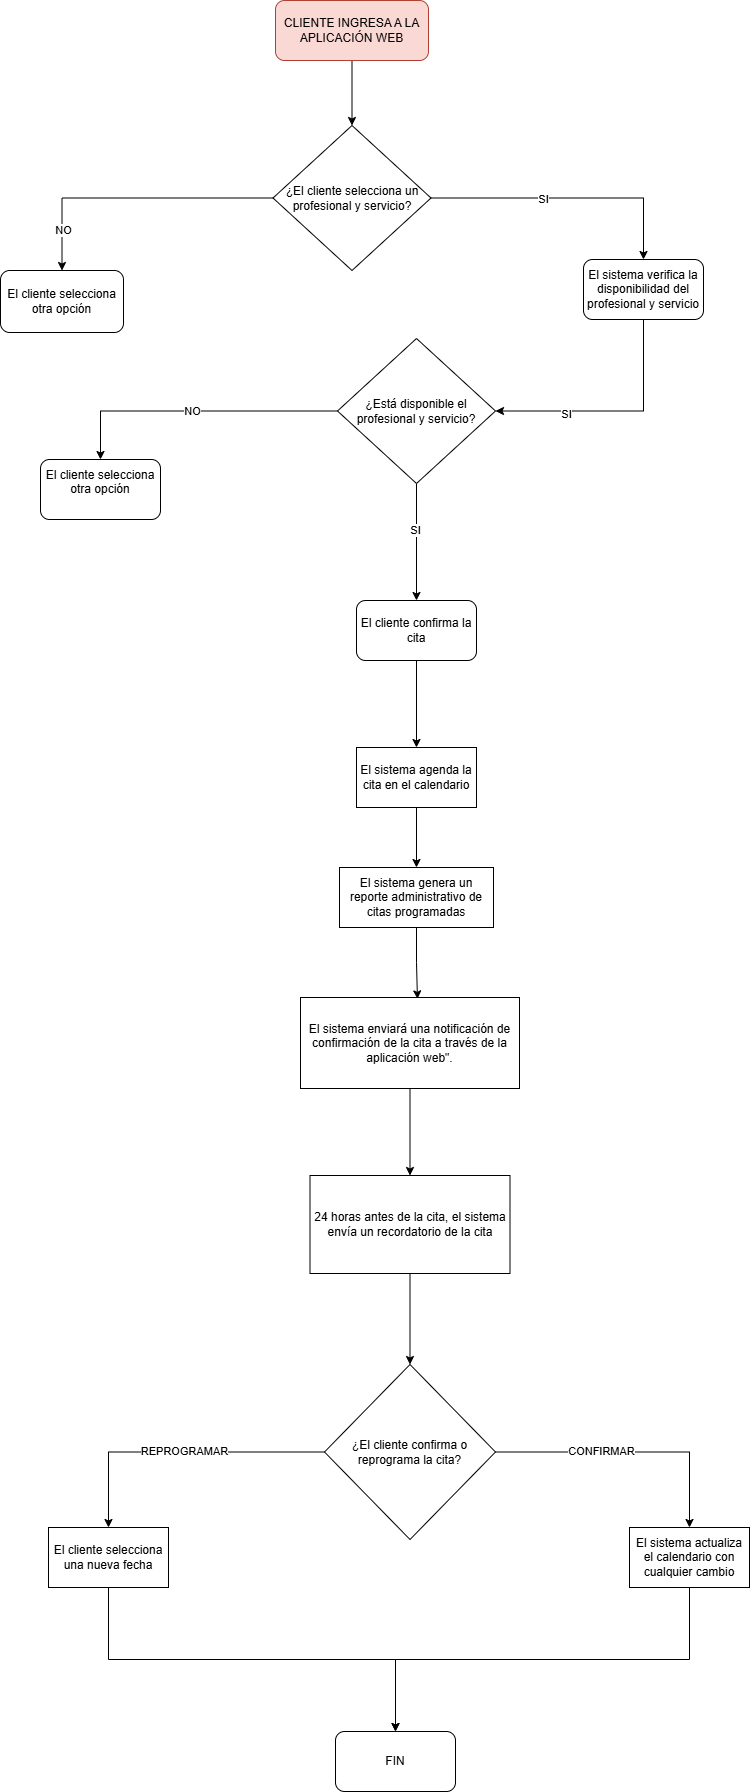 CLIENTE INGRESA A LA
APLICACIÓN WEB
¿El cliente selecciona un
profesional y servicio?
SI
NO
El cliente selecciona
otra opción
El sistema verifica la
disponibilidad del
profesional y servicio
¿Está disponible el
profesional y servicio?
NO
SI
El cliente selecciona
otra opción
SI
El cliente confirma la
cita
El sistema agenda la
cita en el calendario
El sistema genera un
reporte administrativo de
citas programadas
El sistema enviará una notificación de
confirmación de la cita a través de la
aplicación web".
24 horas antes de la cita, el sistema
envía un recordatorio de la cita
¿El cliente confirma o
reprograma la cita?
REPROGRAMAR
CONFIRMAR
El cliente selecciona
una nueva fecha
El sistema actualiza
el calendario con
cualquier cambio
FIN